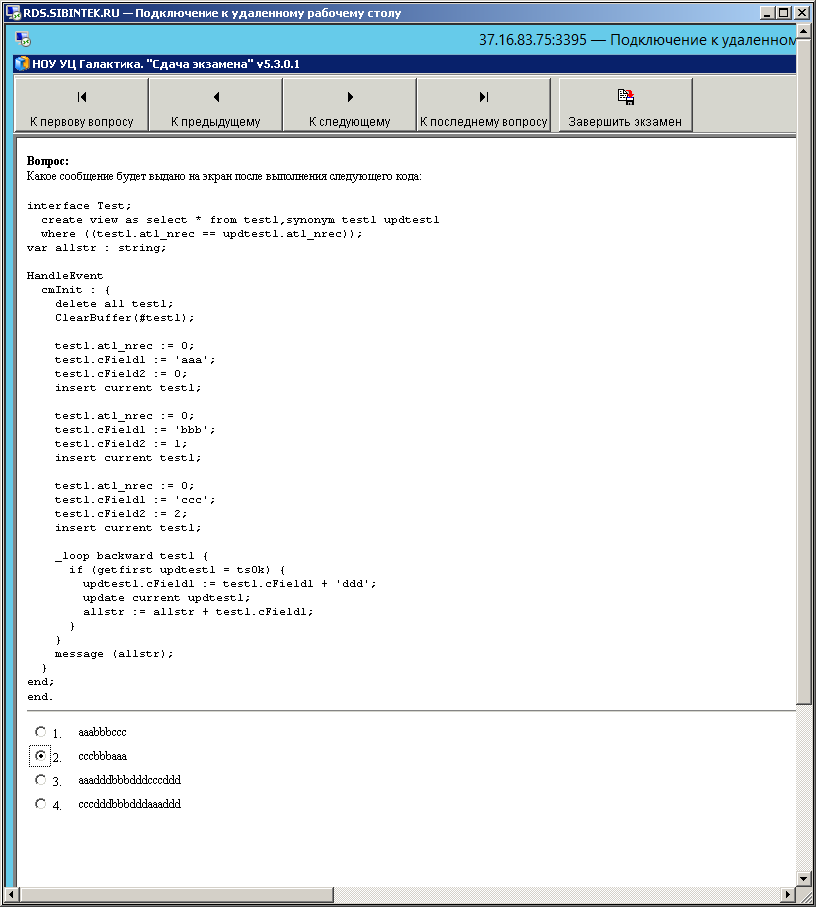 RDS.SIBINTEK.RU — Подключение к удаленному рабочему столу
37.16.83.75:3395 — Подключение к удаленном
НОУ УЦ Галактика. "Сдача экзамена" v5.3.0.1
К первову вопросу
К предыдущему
К следующему
К последнему вопросу
Завершить экзамен
Вопрос:
Какое сообщение будет выдано на экран после выполнения следующего кода:
interface Test;
create view as select * from test1,synonym test1 updtest1
where ((test1.atl_nrec == updtest1.atl_nrec));
var allstr : string;
HandleEvent
cmInit : {
delete all test1;
ClearBuffer(#test1);
test1.atl_nrec := 0;
test1.cField1 := 'aaa';
test1.cField2 := 0;
insert current test1;
test1.atl_nrec := 0;
test1.cField1 := 'bbb';
test1.cField2 := 1;
insert current test1;
test1.atl_nrec := 0;
test1.cField1 := 'ccc';
test1.cField2 := 2;
insert current test1;
_loop backward test1 {
if (getfirst updtest1 = tsOk) {
updtest1.cField1 := test1.cField1 + 'ddd';
update current updtest1;
allstr := allstr + test1.cField1;
}
}
message (allstr);
}
end;
end.
1. aaabbbccc
2. cccbbbaaa
3. aaadddbbbdddcccddd
4. cccdddbbbdddaaaddd